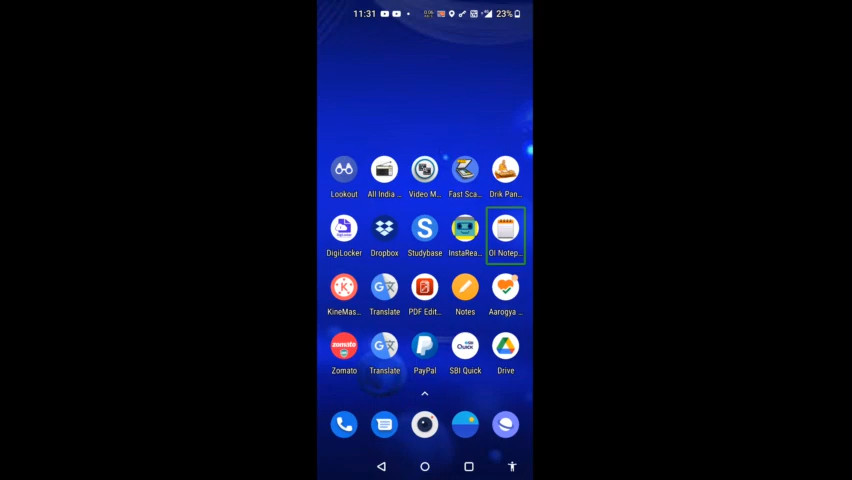 11:31 23%
Lookout All India ... Video M... Fast Sca... Drik Pan...
DigiLocker Dropbox Studybase InstaRea... OI Notep...
KineMas... Translate PDF Edit... Notes Aarogya ...
Zomato Translate PayPal SBI Quick Drive